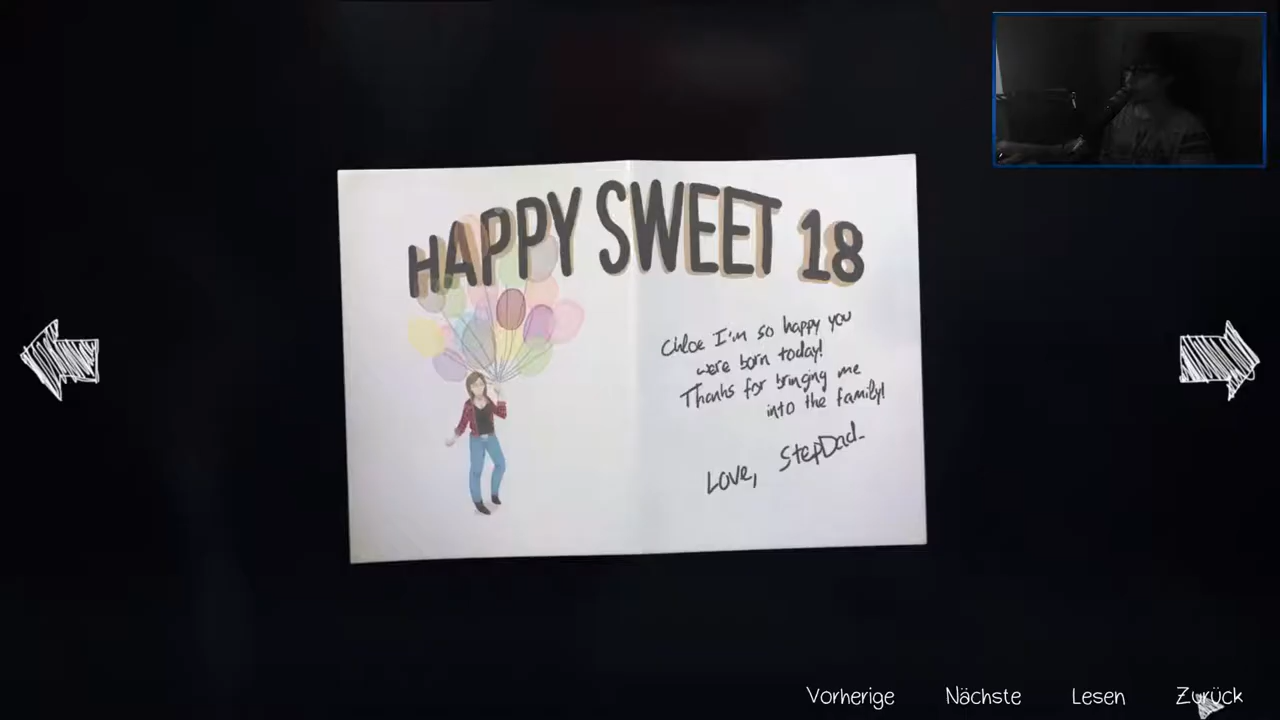 HAPPY SWEET 18
Chloe I'm so happy you
were born today!
Thanks for bringing me
into the family!
Love, StepDad
Vorherige
Nächste
Lesen
Zurück